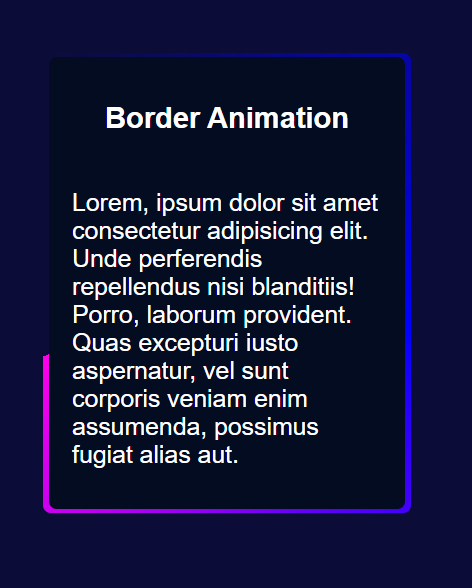 Border Animation
Lorem, ipsum dolor sit amet
consectetur adipisicing elit.
Unde perferendis
repellendus nisi blanditiis!
Porro, laborum provident.
Quas excepturi iusto
aspernatur, vel sunt
corporis veniam enim
assumenda, possimus
fugiat alias aut.